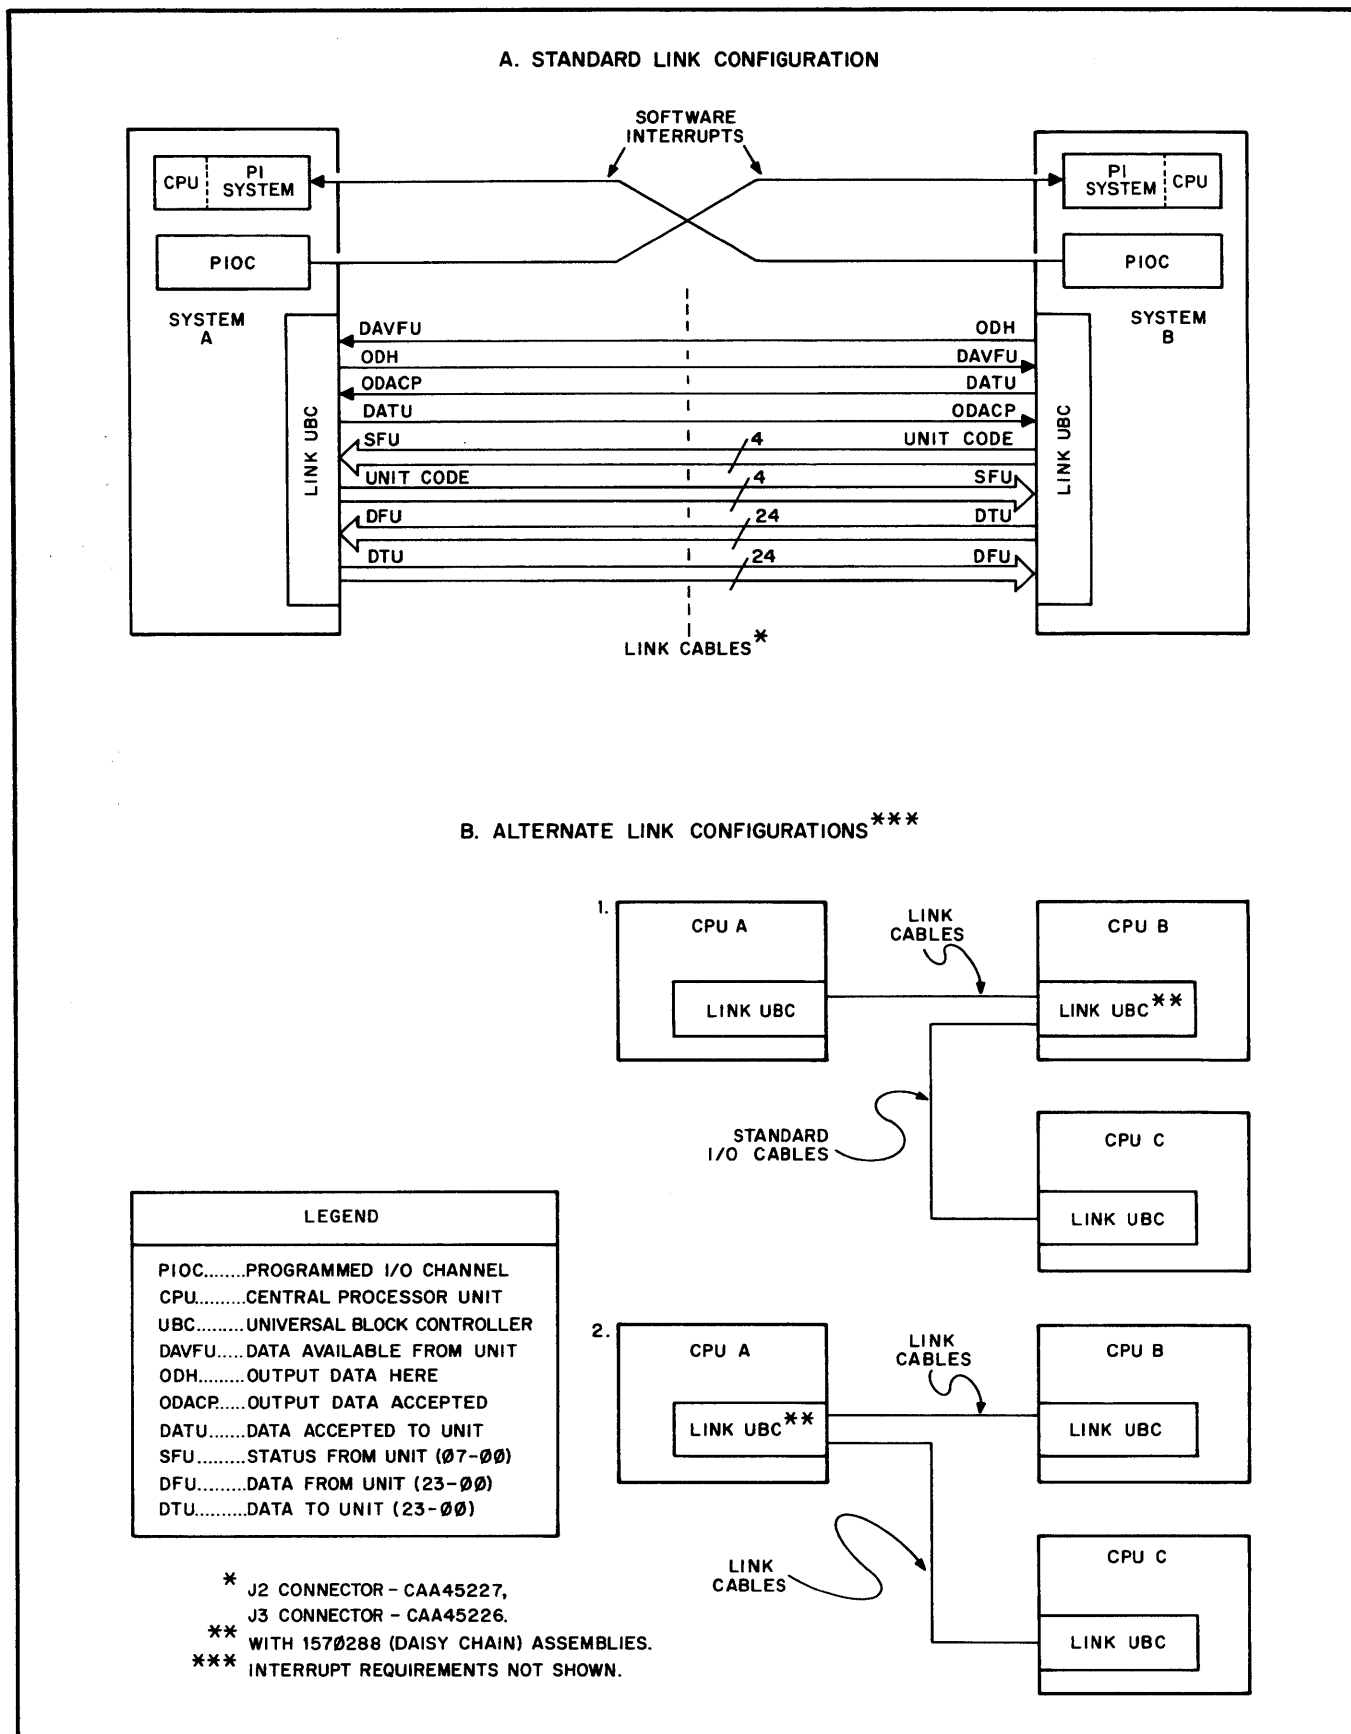 A. STANDARD LINK CONFIGURATION
SOFTWARE
INTERRUPTS
CPU
PI
SYSTEM
PI
SYSTEM
CPU
PIOC
PIOC
SYSTEM
A
SYSTEM
B
LINK UBC
LINK UBC
DAVFU
ODH
ODH
DAVFU
ODACP
DATU
DATU
ODACP
SFU
4
UNIT CODE
UNIT CODE
4
SFU
DFU
24
DTU
DTU
24
DFU
LINK CABLES*
B. ALTERNATE LINK CONFIGURATIONS***
1.
CPU A
LINK UBC
LINK
CABLES
CPU B
LINK UBC**
STANDARD
I/O CABLES
CPU C
LINK UBC
2.
CPU A
LINK UBC**
LINK
CABLES
CPU B
LINK UBC
LINK
CABLES
CPU C
LINK UBC
LEGEND
PIOC........PROGRAMMED I/O CHANNEL
CPU..........CENTRAL PROCESSOR UNIT
UBC.........UNIVERSAL BLOCK CONTROLLER
DAVFU.....DATA AVAILABLE FROM UNIT
ODH.........OUTPUT DATA HERE
ODACP.....OUTPUT DATA ACCEPTED
DATU.......DATA ACCEPTED TO UNIT
SFU..........STATUS FROM UNIT (Ø7-ØØ)
DFU..........DATA FROM UNIT (23-ØØ)
DTU..........DATA TO UNIT (23-ØØ)
* J2 CONNECTOR - CAA45227,
J3 CONNECTOR - CAA45226.
** WITH 157Ø288 (DAISY CHAIN) ASSEMBLIES.
*** INTERRUPT REQUIREMENTS NOT SHOWN.